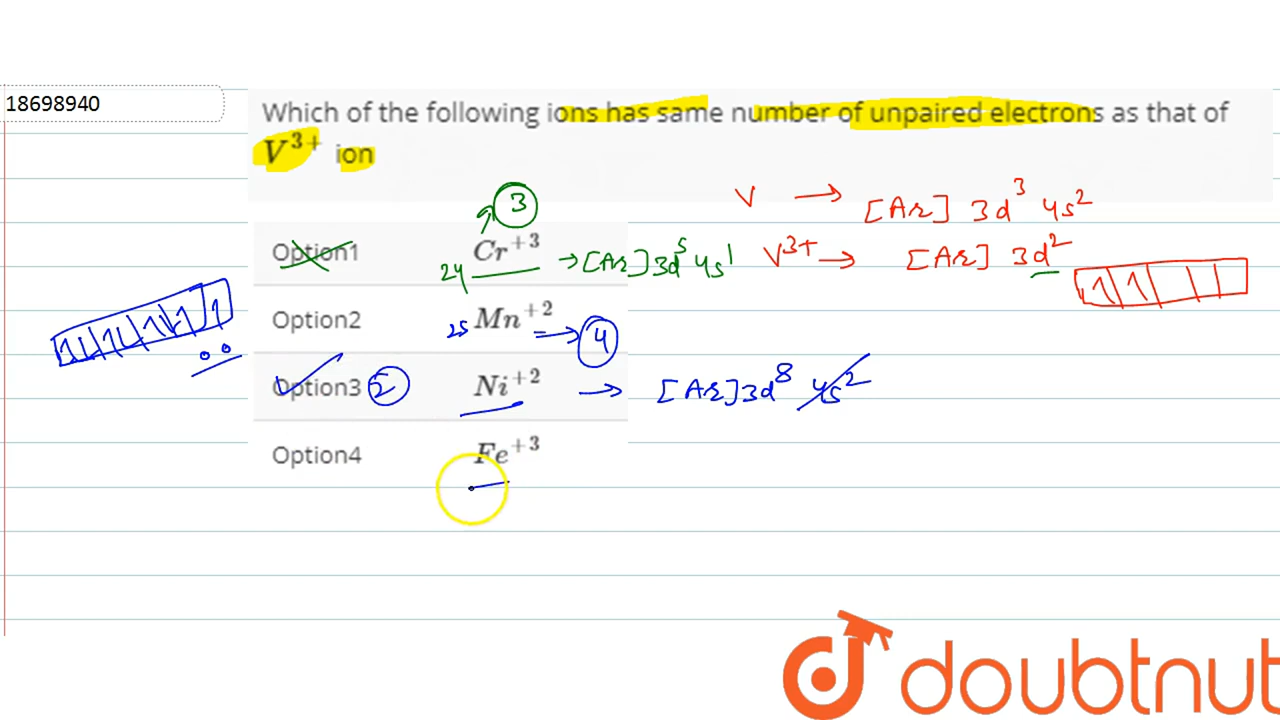 18698940
Which of the following ions has same number of unpaired electrons as that of
V³⁺ ion
V → [Ar] 3d³ 4s²
3
Option1 24 Cr⁺³ → [Ar] 3d⁵ 4s¹ V³⁺ → [Ar] 3d²
1 1
Option2 25 Mn⁺² → 4
Option3 2 Ni⁺² → [Ar] 3d⁸ 4s²
Option4 Fe⁺³
doubtnut